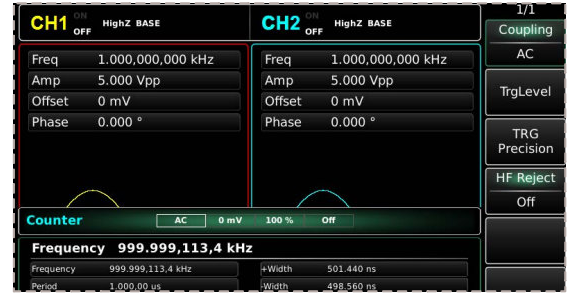 1/1
CH1 ON OFF HighZ BASE
CH2 ON OFF HighZ BASE
Coupling
AC
Freq 1.000,000,000 kHz
Amp 5.000 Vpp
Offset 0 mV
Phase 0.000 °
Freq 1.000,000,000 kHz
Amp 5.000 Vpp
Offset 0 mV
Phase 0.000 °
TrgLevel
TRG
Precision
HF Reject
Off
Counter AC 0 mV 100 % Off
Frequency 999.999,113,4 kHz
Frequency 999.999,113,4 kHz +Width 501.440 ns
Period 1.000,00 us -Width 498.560 ns